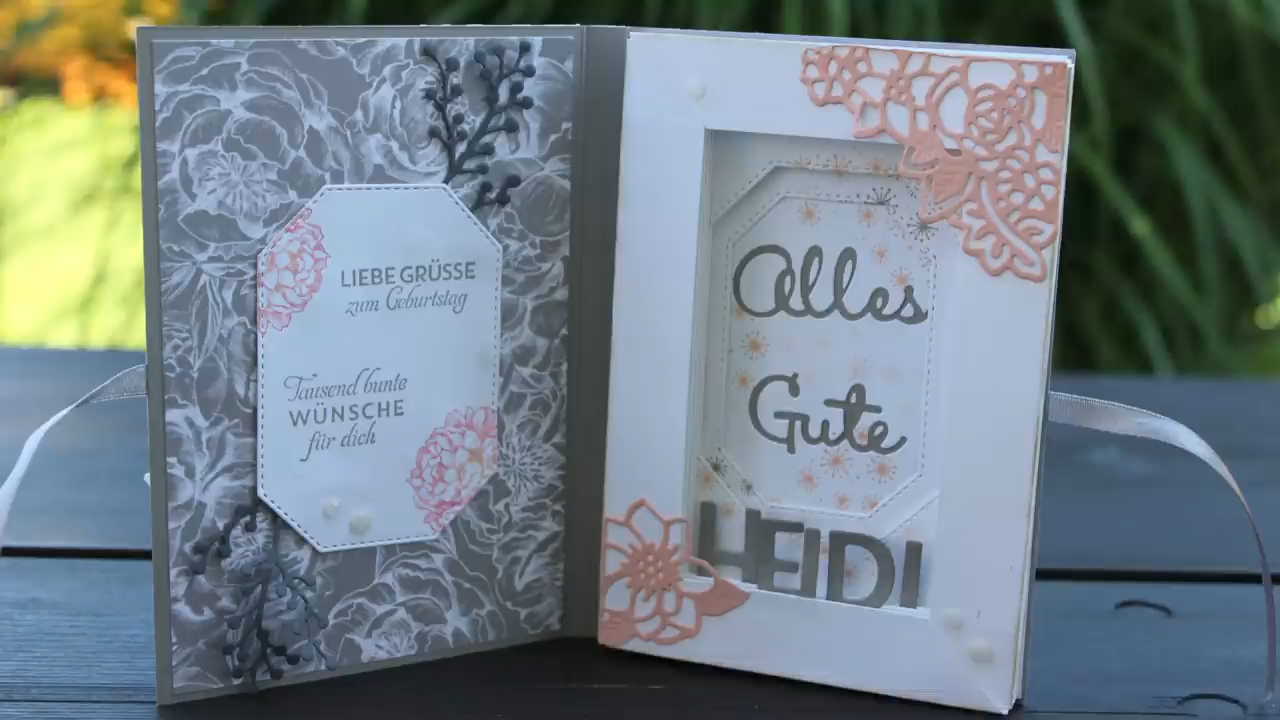 LIEBE GRÜSSE
zum Geburtstag
Tausend bunte
WÜNSCHE
für dich
Alles
Gute
HEIDI